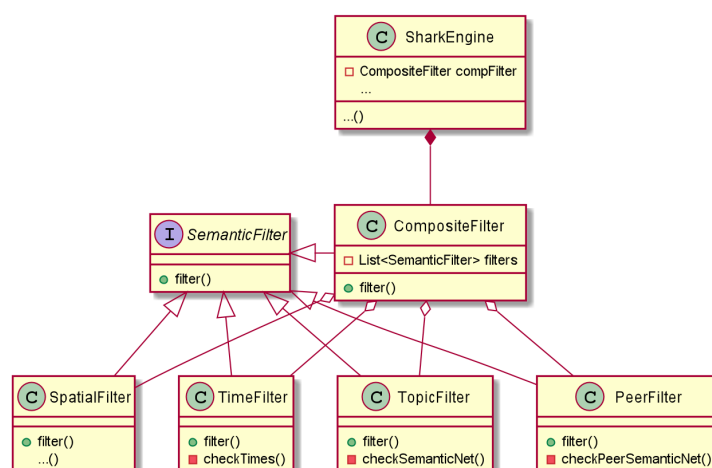 C SharkEngine
CompositeFilter compFilter
...
...()
I SemanticFilter
filter()
C CompositeFilter
List<SemanticFilter> filters
filter()
C SpatialFilter
filter()
...()
C TimeFilter
filter()
checkTimes()
C TopicFilter
filter()
checkSemanticNet()
C PeerFilter
filter()
checkPeerSemanticNet()